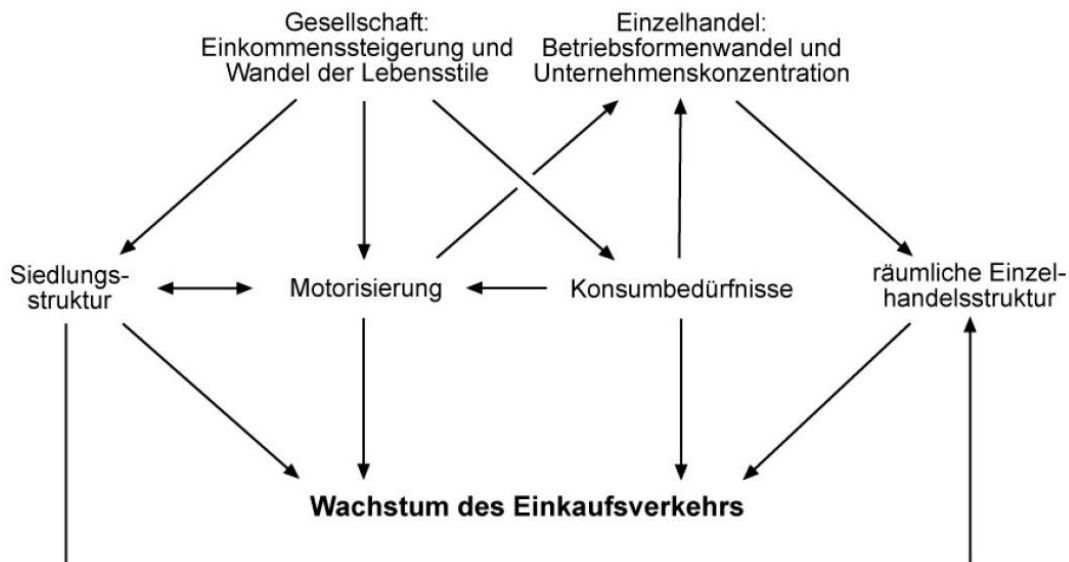 Gesellschaft:
Einkommenssteigerung und
Wandel der Lebensstile
Einzelhandel:
Betriebsformenwandel und
Unternehmenskonzentration
Siedlungs-
struktur
Motorisierung
Konsumbedürfnisse
räumliche Einzel-
handelsstruktur
Wachstum des Einkaufsverkehrs